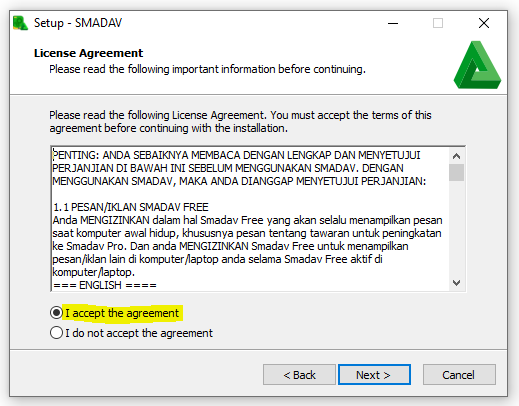 Setup - SMADAV
License Agreement
Please read the following important information before continuing.
Please read the following License Agreement. You must accept the terms of this
agreement before continuing with the installation.
PENTING: ANDA SEBAIKNYA MEMBACA DENGAN LENGKAP DAN MENYETUJUI
PERJANJIAN DI BAWAH INI SEBELUM MENGGUNAKAN SMADAV. DENGAN
MENGGUNAKAN SMADAV, MAKA ANDA DIANGGAP MENYETUJUI PERJANJIAN:
1.1 PESAN/IKLAN SMADAV FREE
Anda MENGIZINKAN dalam hal Smadav Free yang akan selalu menampilkan pesan
saat komputer awal hidup, khususnya pesan tentang tawaran untuk peningkatan
ke Smadav Pro. Dan anda MENGIZINKAN Smadav Free untuk menampilkan
pesan/iklan lain di komputer/laptop anda selama Smadav Free aktif di
komputer/laptop.
=== ENGLISH ====
I accept the agreement
I do not accept the agreement
< Back
Next >
Cancel